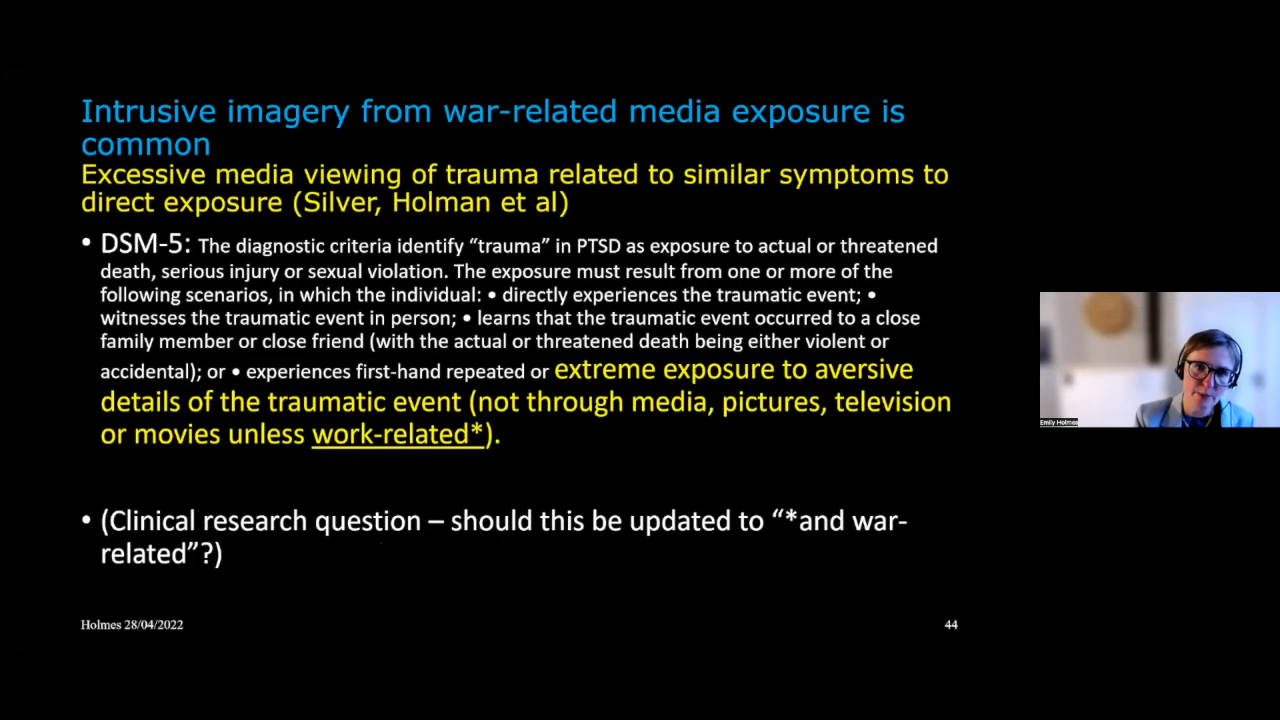 Intrusive imagery from war-related media exposure is
common
Excessive media viewing of trauma related to similar symptoms to
direct exposure (Silver, Holman et al)
• DSM-5: The diagnostic criteria identify “trauma” in PTSD as exposure to actual or threatened
death, serious injury or sexual violation. The exposure must result from one or more of the
following scenarios, in which the individual: • directly experiences the traumatic event; •
witnesses the traumatic event in person; • learns that the traumatic event occurred to a close
family member or close friend (with the actual or threatened death being either violent or
accidental); or • experiences first-hand repeated or extreme exposure to aversive
details of the traumatic event (not through media, pictures, television
or movies unless work-related*).
• (Clinical research question – should this be updated to “*and war-
related”?)
Holmes 28/04/2022
44
Emily Holmes